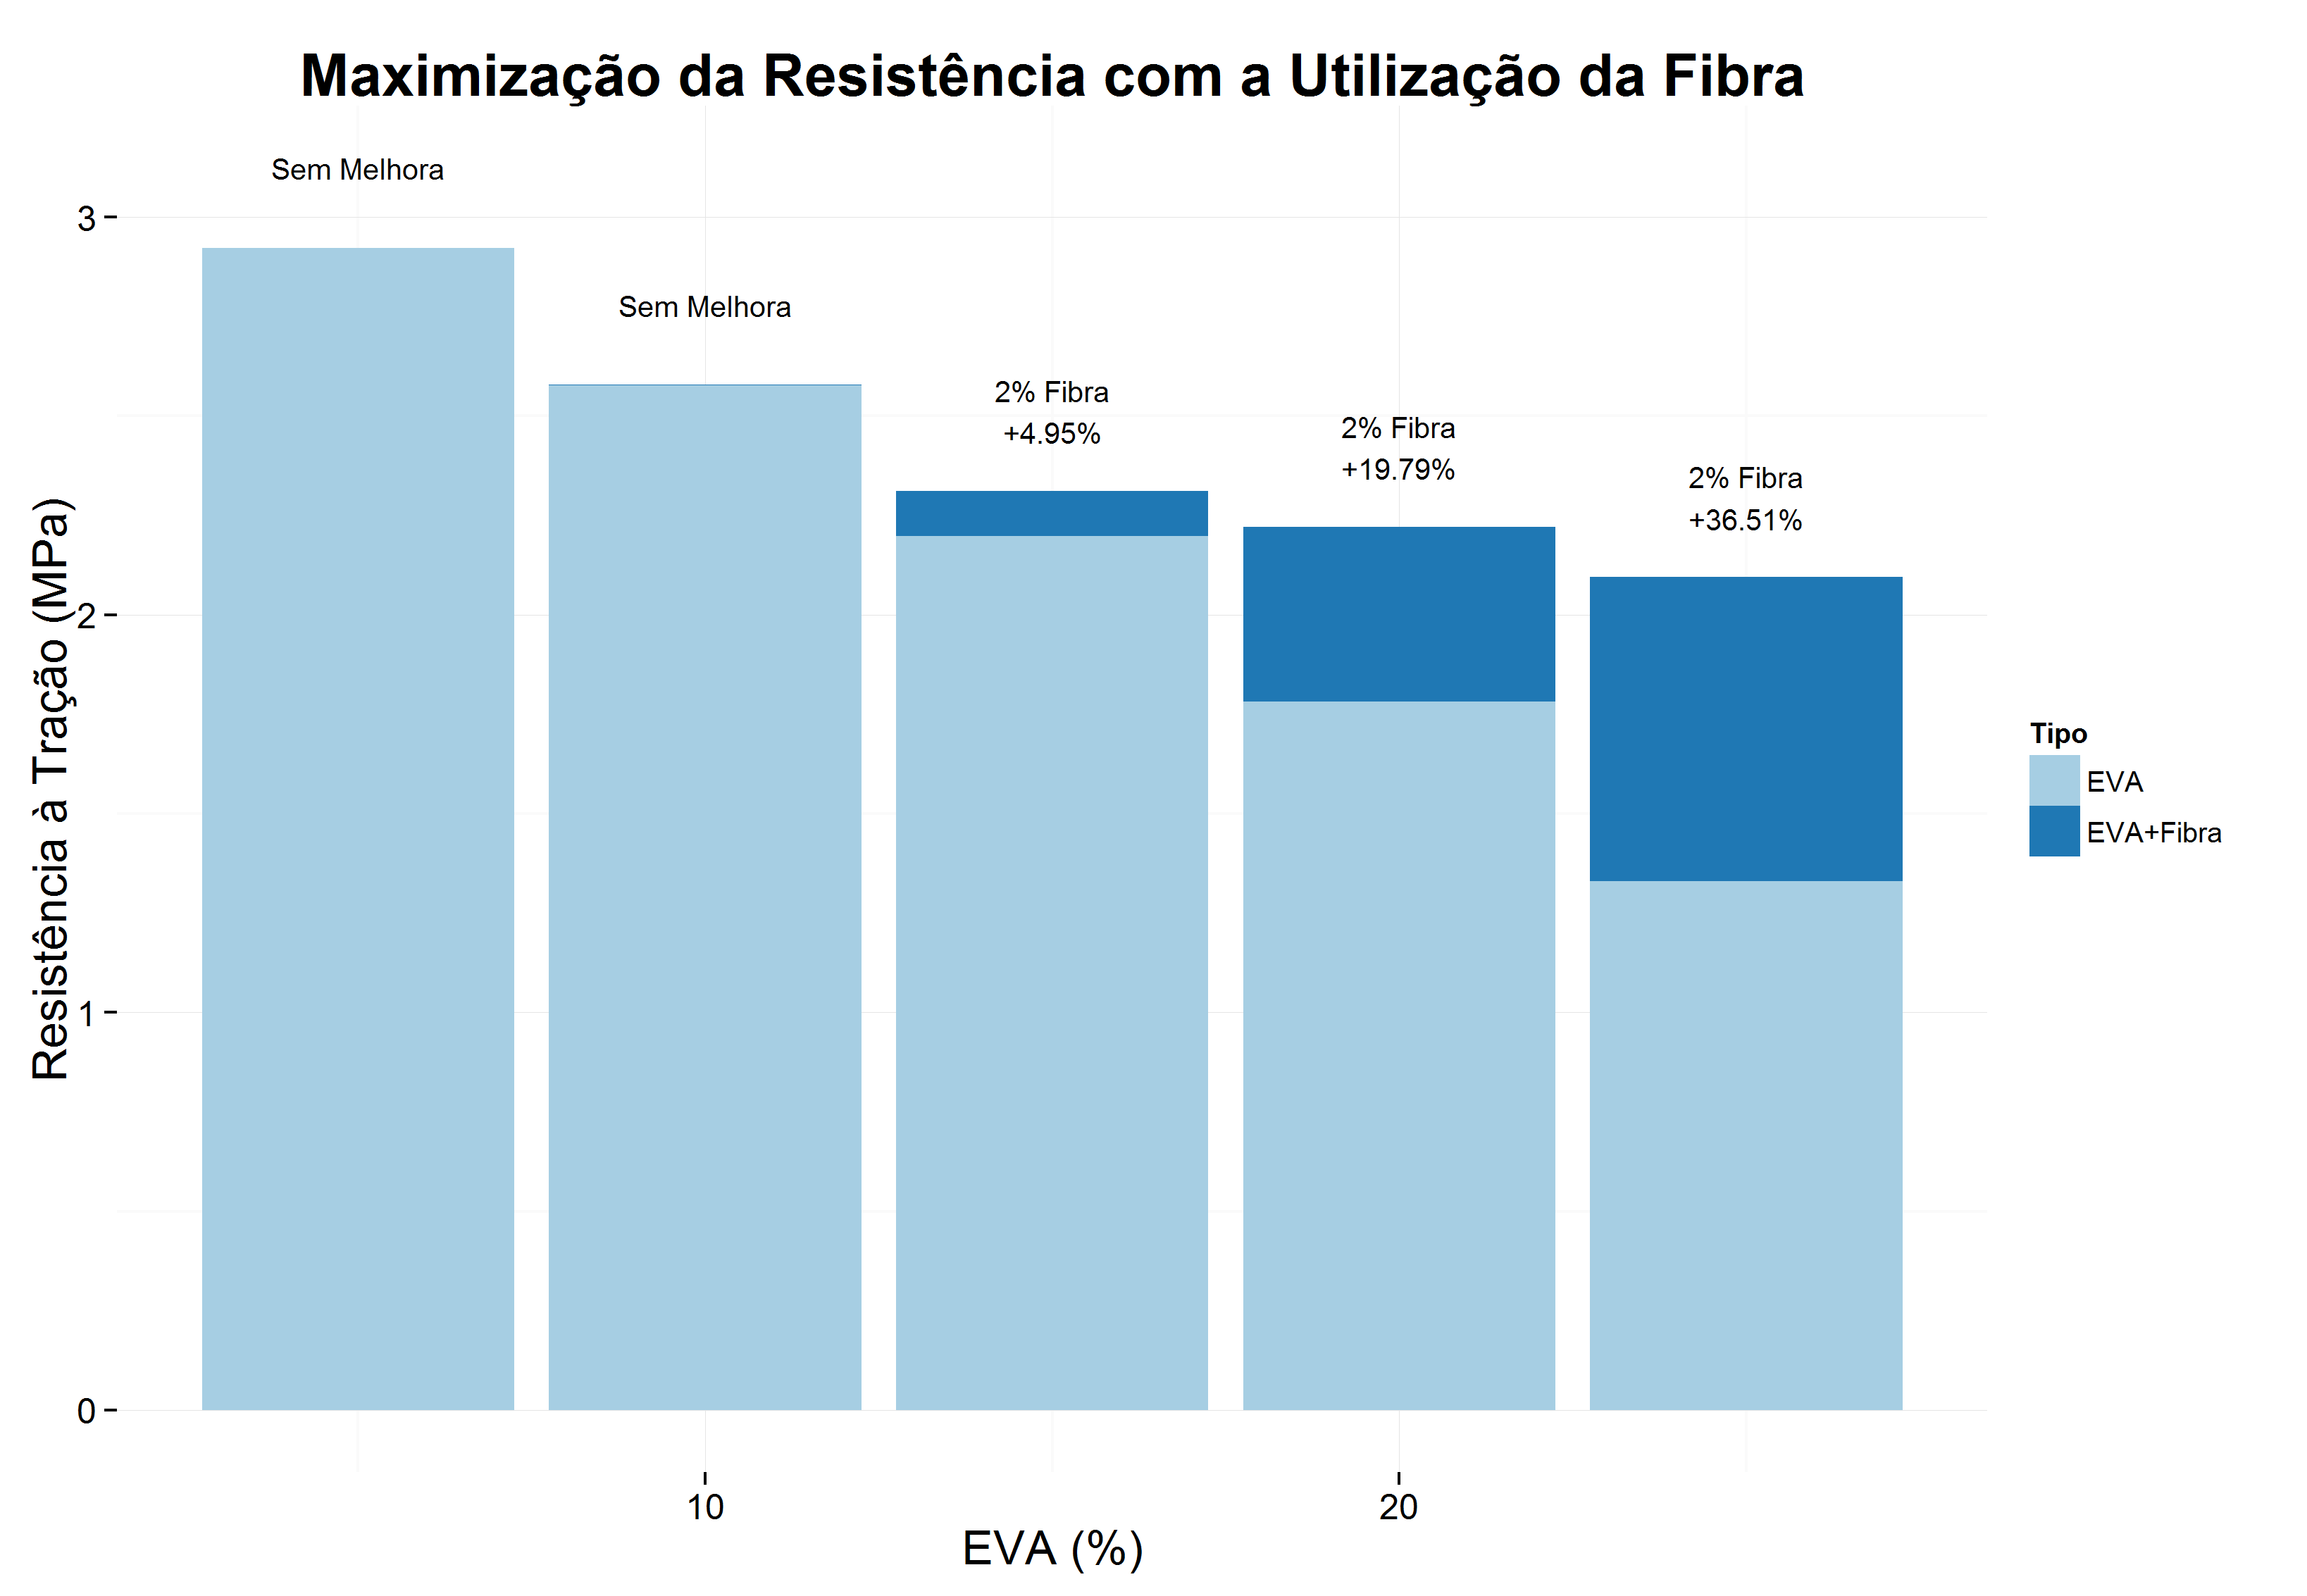 Maximização da Resistência com a Utilização da Fibra
Sem Melhora
Sem Melhora
2% Fibra
+4.95%
2% Fibra
+19.79%
2% Fibra
+36.51%
Resistência à Tração (MPa)
3
2
1
0
10
20
EVA (%)
Tipo
EVA
EVA+Fibra